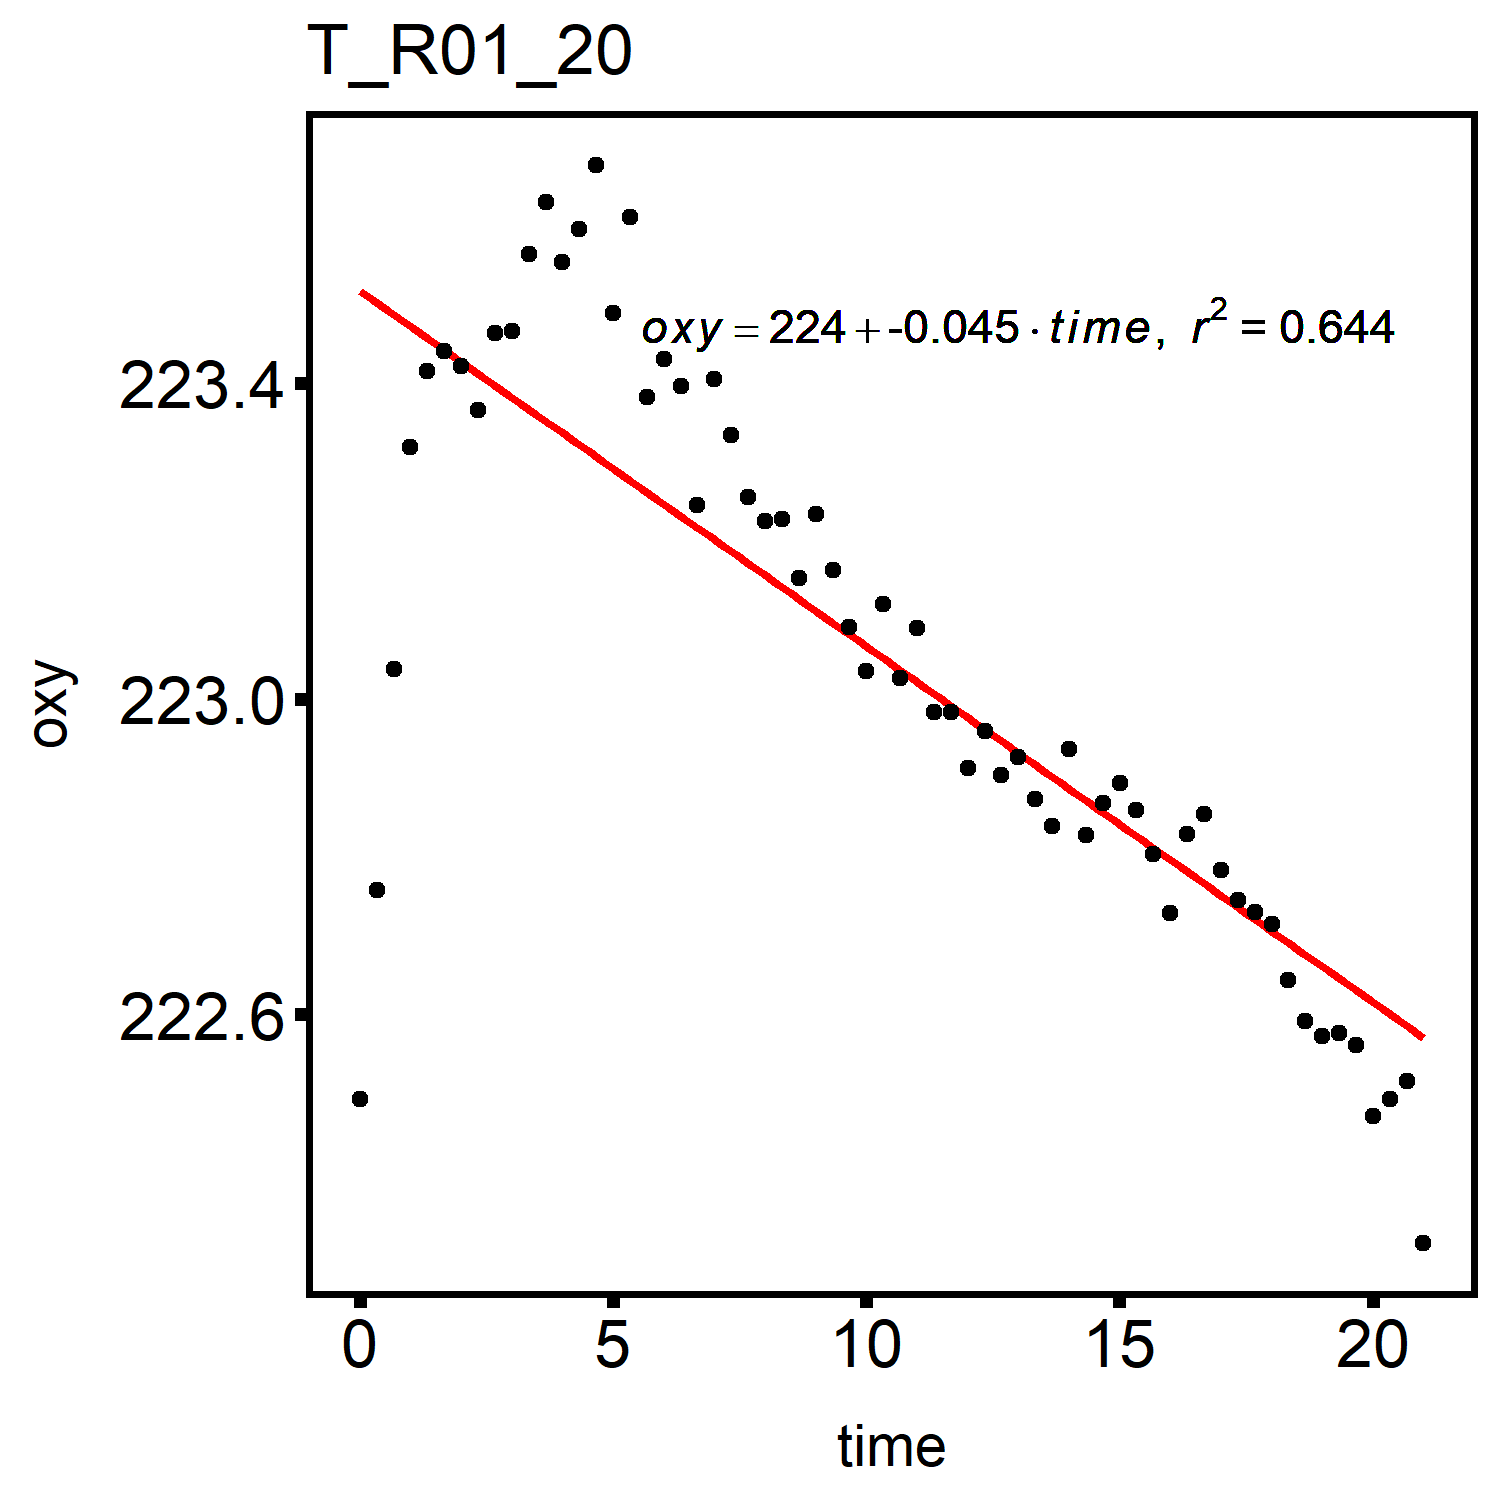 T_R01_20
oxy = 224 + -0.045 · time, r² = 0.644
223.4
223.0
222.6
oxy
0 5 10 15 20
time